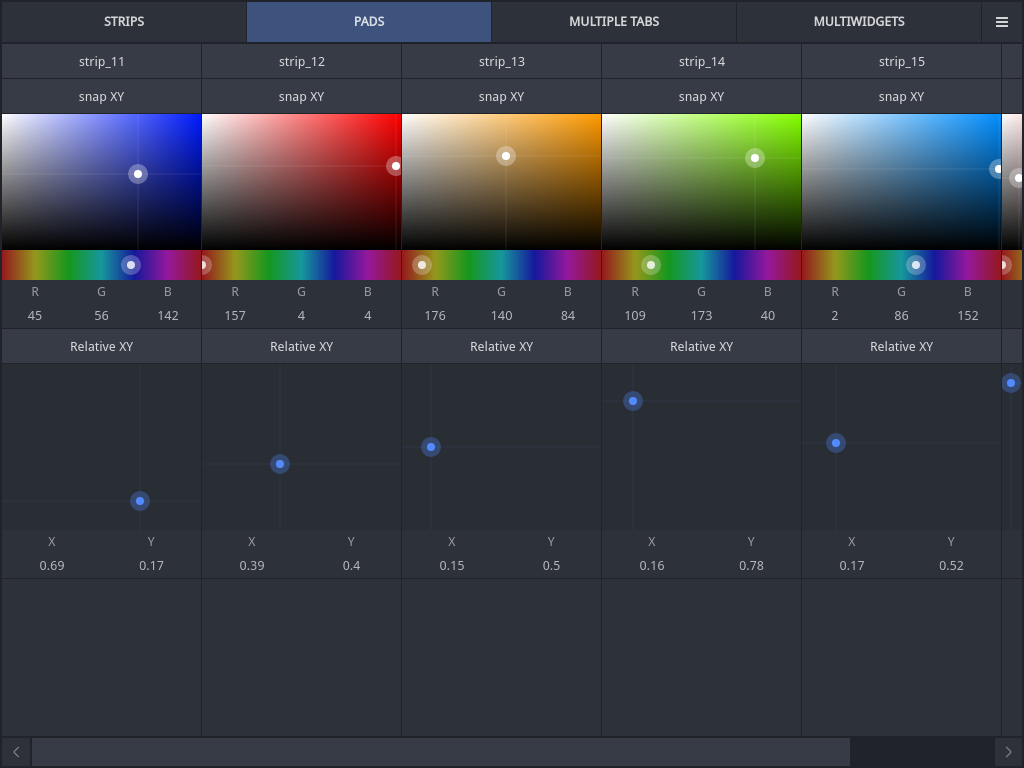 STRIPS PADS MULTIPLE TABS MULTIWIDGETS
strip_11 strip_12 strip_13 strip_14 strip_15
snap XY snap XY snap XY snap XY snap XY
R G B R G B R G B R G B R G B
45 56 142 157 4 4 176 140 84 109 173 40 2 86 152
Relative XY Relative XY Relative XY Relative XY Relative XY
X Y X Y X Y X Y X Y
0.69 0.17 0.39 0.4 0.15 0.5 0.16 0.78 0.17 0.52